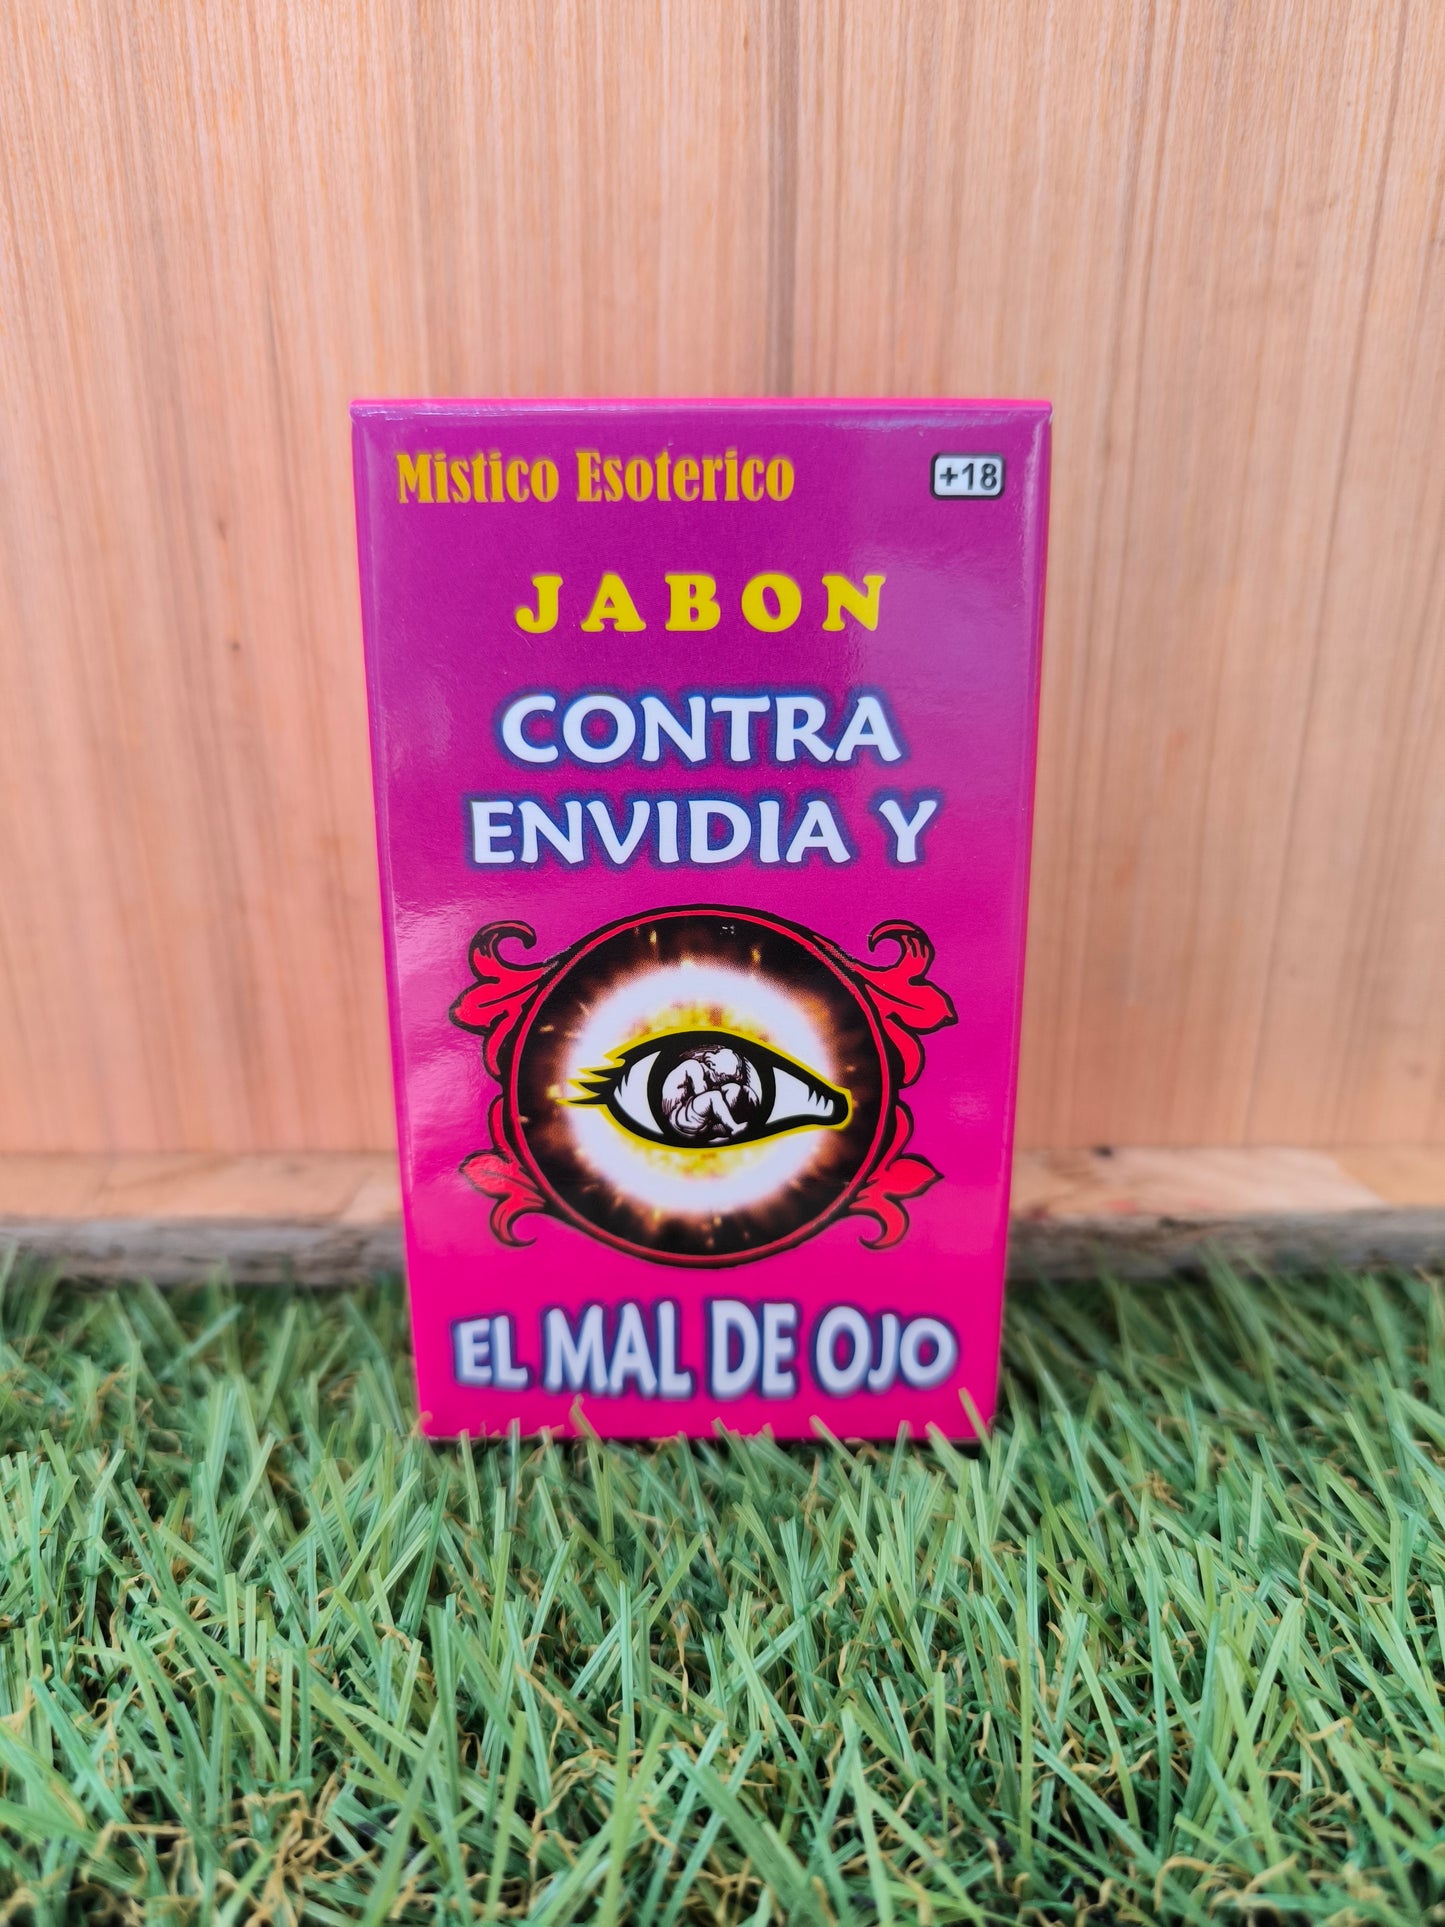 Mistico Esoterico
+18
JABON
CONTRA
ENVIDIA Y
EL MAL DE OJO